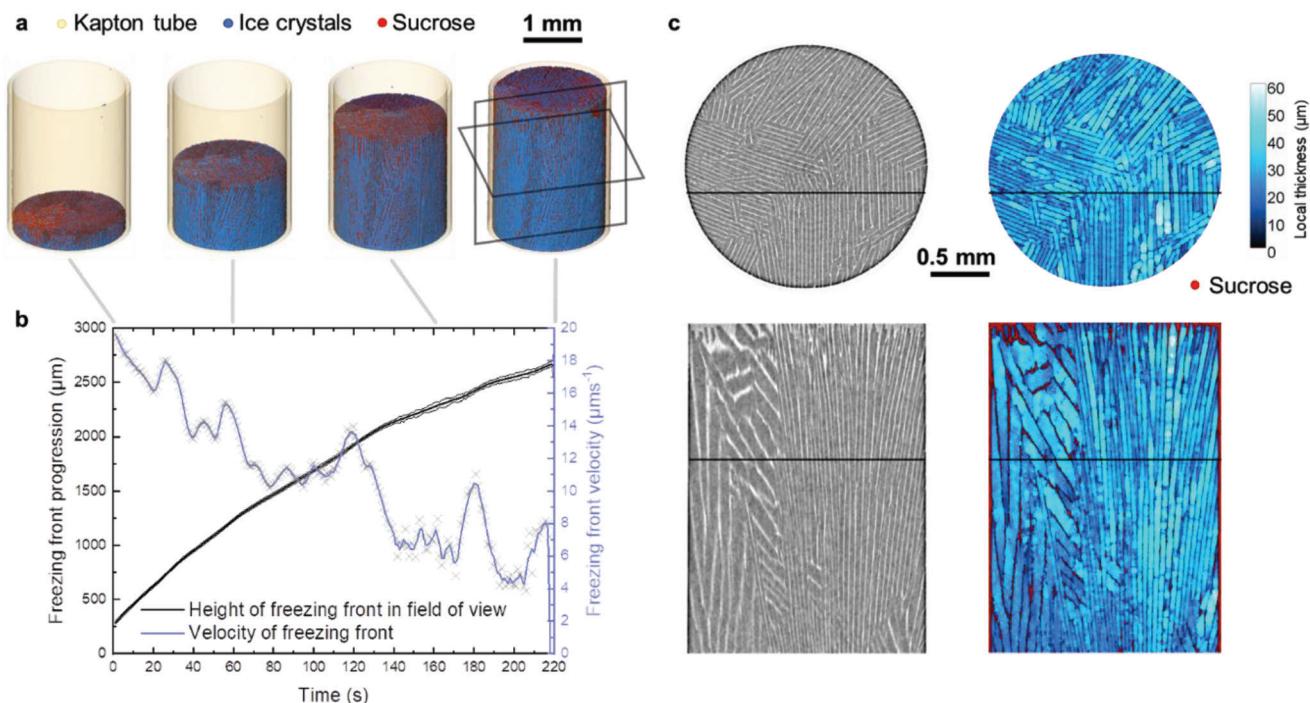 a Kapton tube Ice crystals Sucrose 1 mm
b
3000
2500
2000
1500
1000
500
0
Freezing front progression (µm)
20
18
16
14
12
10
8
6
4
2
0
Freezing front velocity (µms⁻¹)
Height of freezing front in field of view
Velocity of freezing front
0 20 40 60 80 100 120 140 160 180 200 220
Time (s)
c
60
50
40
30
20
10
0
Local thickness (µm)
0.5 mm
Sucrose